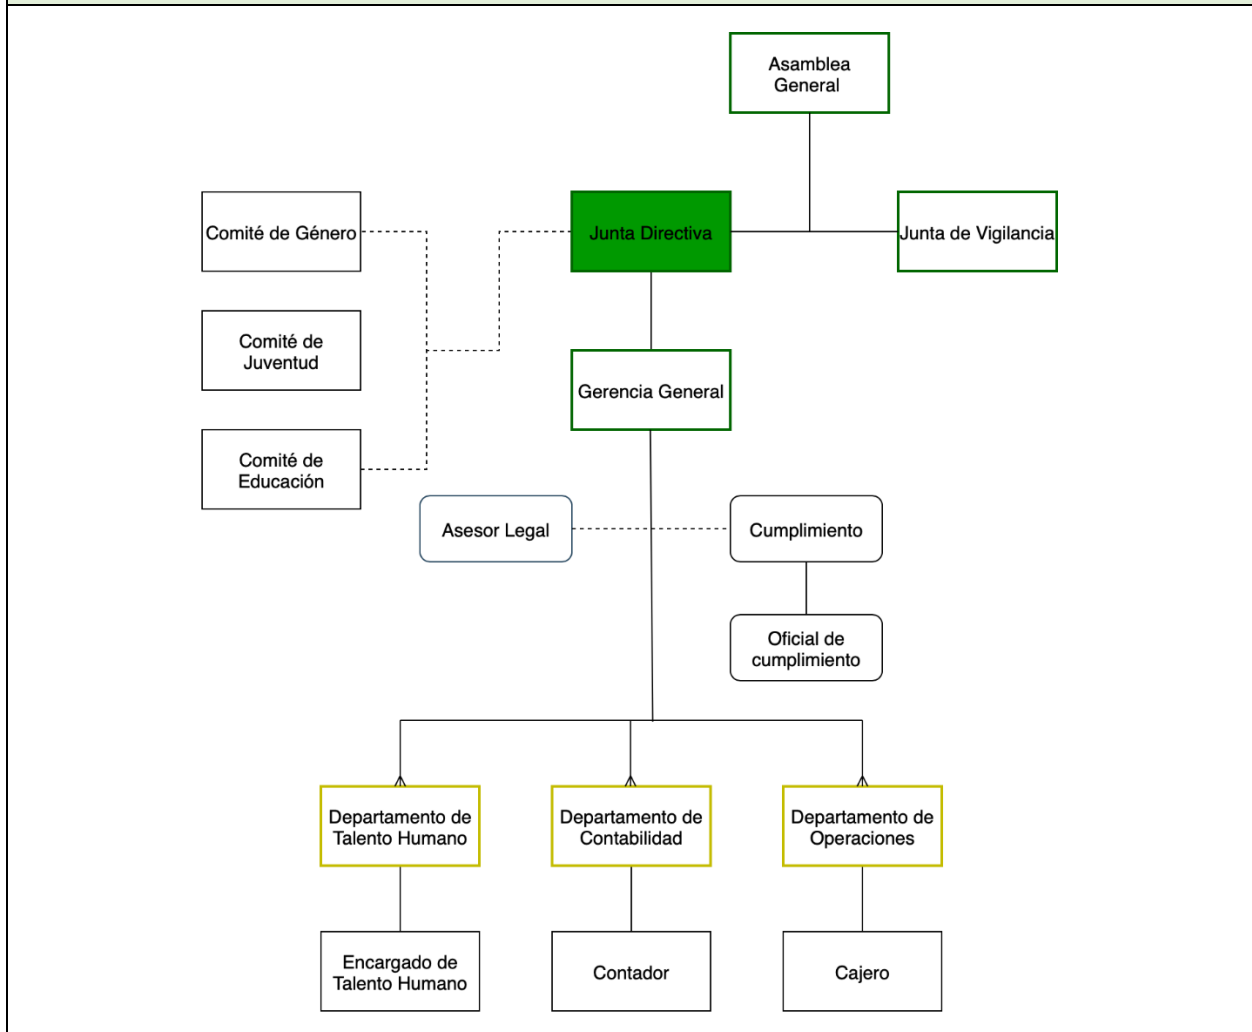 Asamblea
General
Comité de Género
Junta Directiva
Junta de Vigilancia
Comité de
Juventud
Gerencia General
Comité de
Educación
Asesor Legal
Cumplimiento
Oficial de
cumplimiento
Departamento de
Talento Humano
Departamento de
Contabilidad
Departamento de
Operaciones
Encargado de
Talento Humano
Contador
Cajero